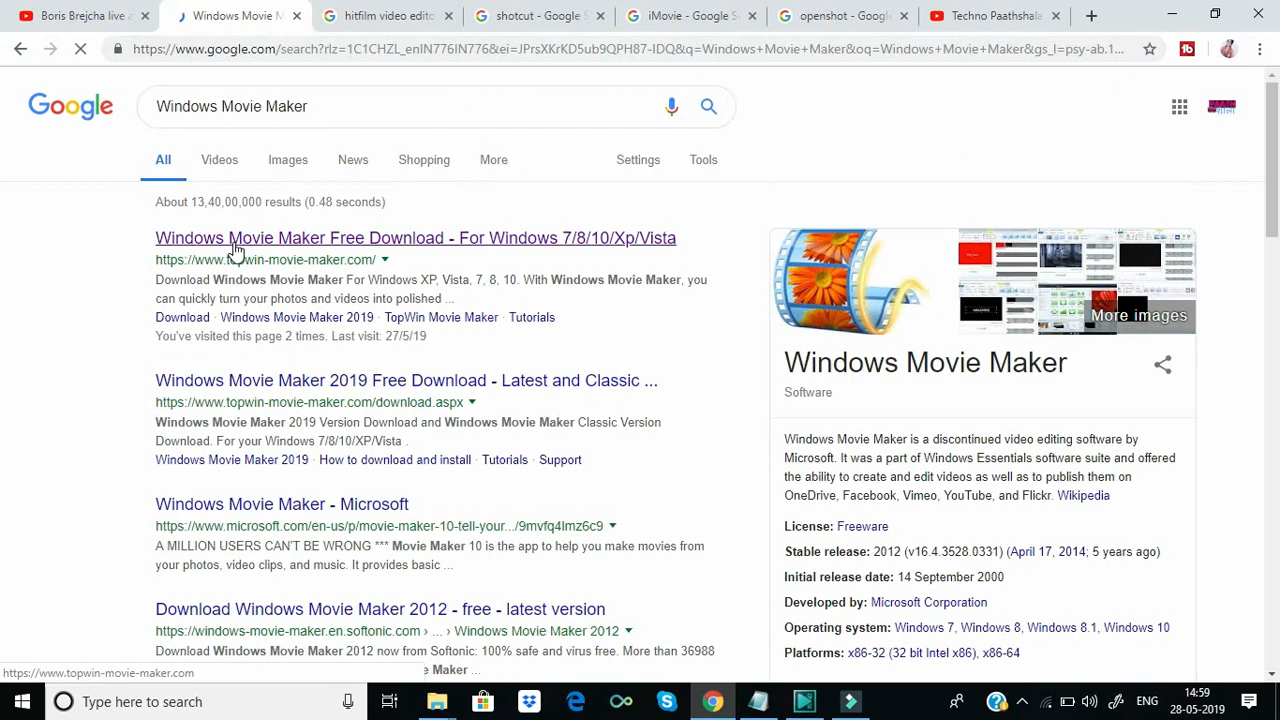 Boris Brejcha live a
Windows Movie M
hitfilm video edito
shotcut - Google S
iMovie - Google Se
openshot - Google
Techno Paathshala
https://www.google.com/search?rlz=1C1CHZL_enIN776IN776&ei=JPrsXKrKD5ub9QPH87-IDQ&q=Windows+Movie+Maker&oq=Windows+Movie+Maker&gs_l=psy-ab.1...
Google
Windows Movie Maker
All Videos Images News Shopping More Settings Tools
About 13,40,00,000 results (0.48 seconds)
Windows Movie Maker Free Download - For Windows 7/8/10/Xp/Vista
https://www.topwin-movie-maker.com/
Download Windows Movie Maker For Windows XP, Vista 7, 8, 10. With Windows Movie Maker, you
can quickly turn your photos and videos into polished ...
Download · Windows Movie Maker 2019 · TopWin Movie Maker · Tutorials
You've visited this page 2 times. Last visit: 27/5/19
Windows Movie Maker 2019 Free Download - Latest and Classic ...
https://www.topwin-movie-maker.com/download.aspx
Windows Movie Maker 2019 Version Download and Windows Movie Maker Classic Version
Download. For your Windows 7/8/10/XP/Vista .
Windows Movie Maker 2019 · How to download and install · Tutorials · Support
Windows Movie Maker - Microsoft
https://www.microsoft.com/en-us/p/movie-maker-10-tell-your.../9mvfq4lmz6c9
A MILLION USERS CAN'T BE WRONG *** Movie Maker 10 is the app to help you make movies from
your photos, video clips, and music. It provides basic ...
Download Windows Movie Maker 2012 - free - latest version
https://windows-movie-maker.en.softonic.com › ... › Windows Movie Maker 2012
Download Windows Movie Maker 2012 now from Softonic: 100% safe and virus free. More than 36988
Maker ...
More images
Windows Movie Maker
Software
Windows Movie Maker is a discontinued video editing software by
Microsoft. It was a part of Windows Essentials software suite and offered
the ability to create and edit videos as well as to publish them on
OneDrive, Facebook, Vimeo, YouTube, and Flickr. Wikipedia
License: Freeware
Stable release: 2012 (v16.4.3528.0331) (April 17, 2014; 5 years ago)
Initial release date: 14 September 2000
Developed by: Microsoft Corporation
Operating system: Windows 7, Windows 8, Windows 8.1, Windows 10
Platforms: x86-32 (32 bit Intel x86), x86-64
https://www.topwin-movie-maker.com
Type here to search
ENG
14:59
28-05-2019